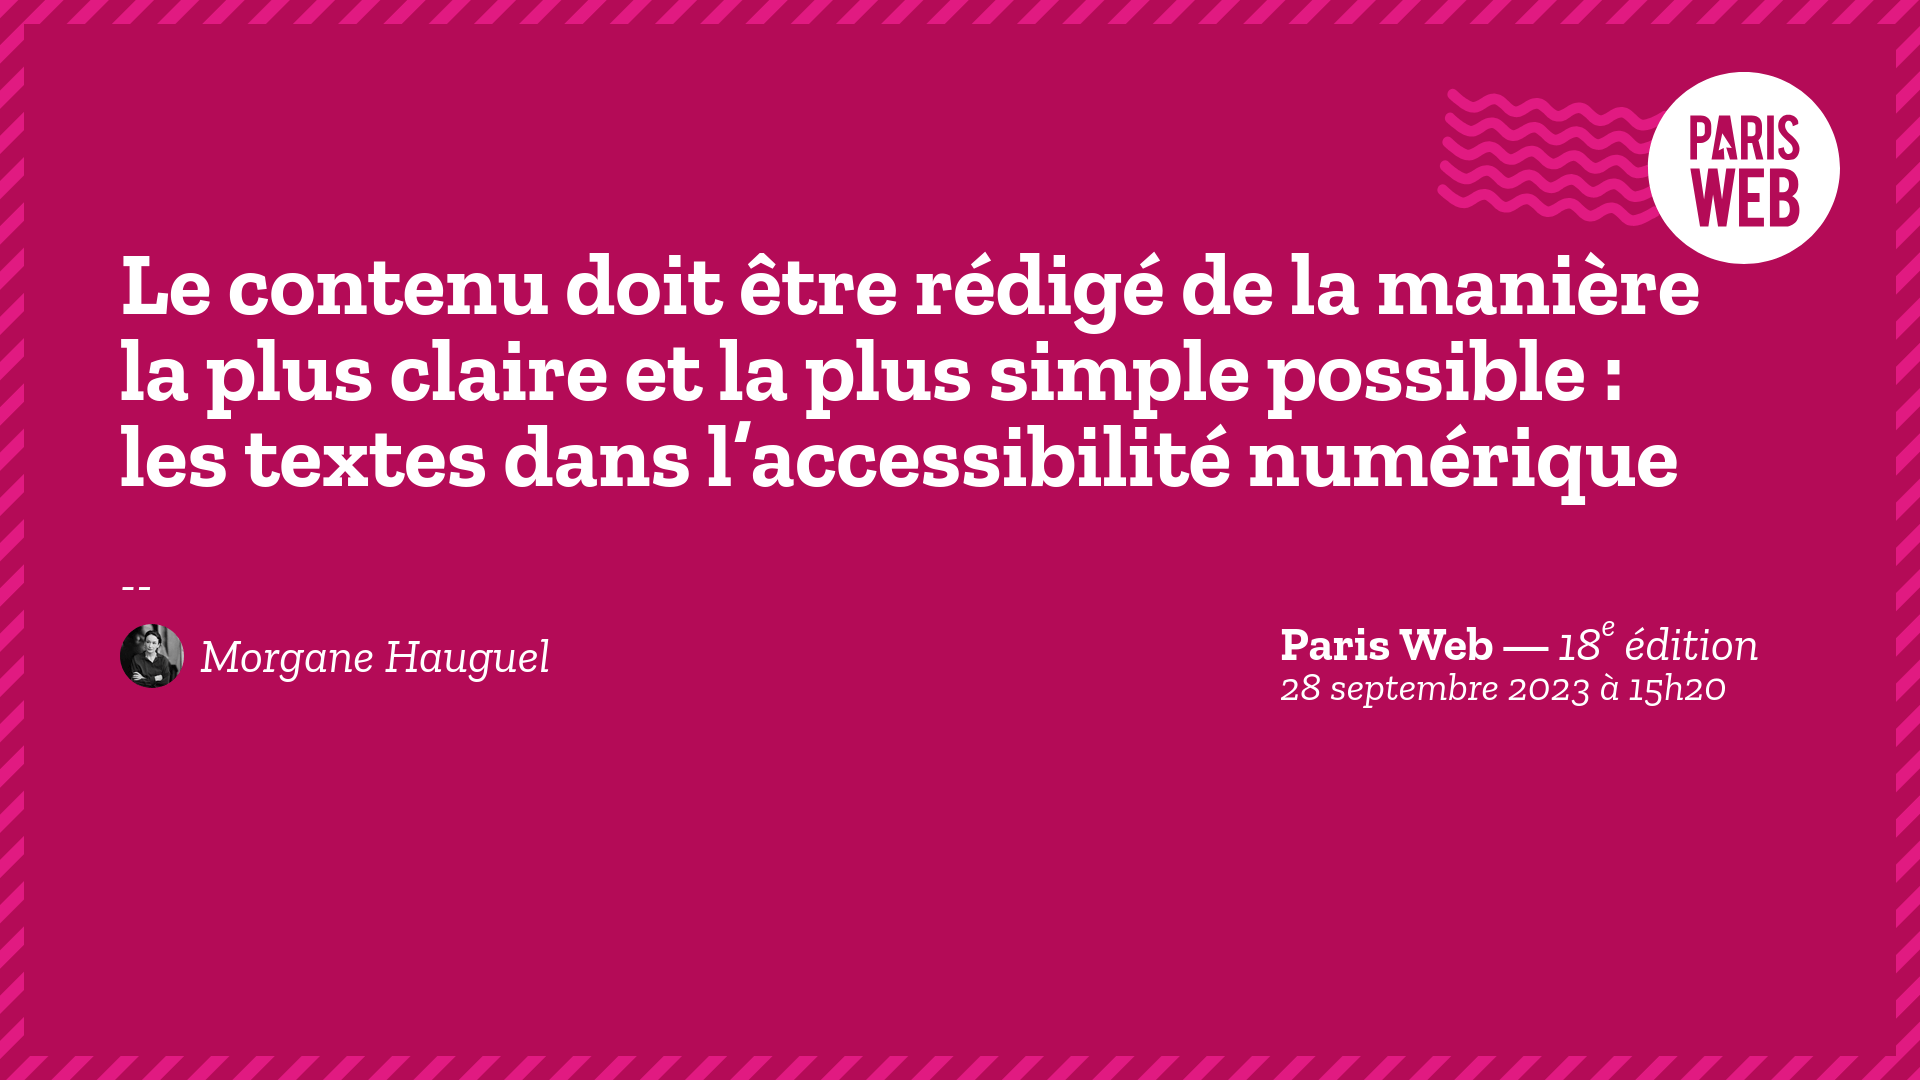 PARIS
WEB
Le contenu doit être rédigé de la manière
la plus claire et la plus simple possible :
les textes dans l’accessibilité numérique
--
Morgane Hauguel
Paris Web — 18e édition
28 septembre 2023 à 15h20